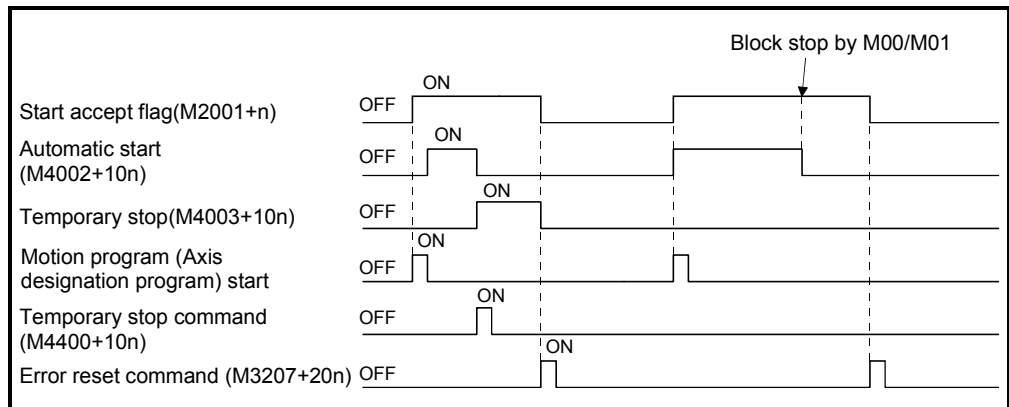 Block stop by M00/M01
ON
Start accept flag(M2001+n) OFF
ON
Automatic start
(M4002+10n) OFF
ON
Temporary stop(M4003+10n) OFF
ON
Motion program (Axis
designation program) start OFF
ON
Temporary stop command
(M4400+10n) OFF
ON
Error reset command (M3207+20n) OFF